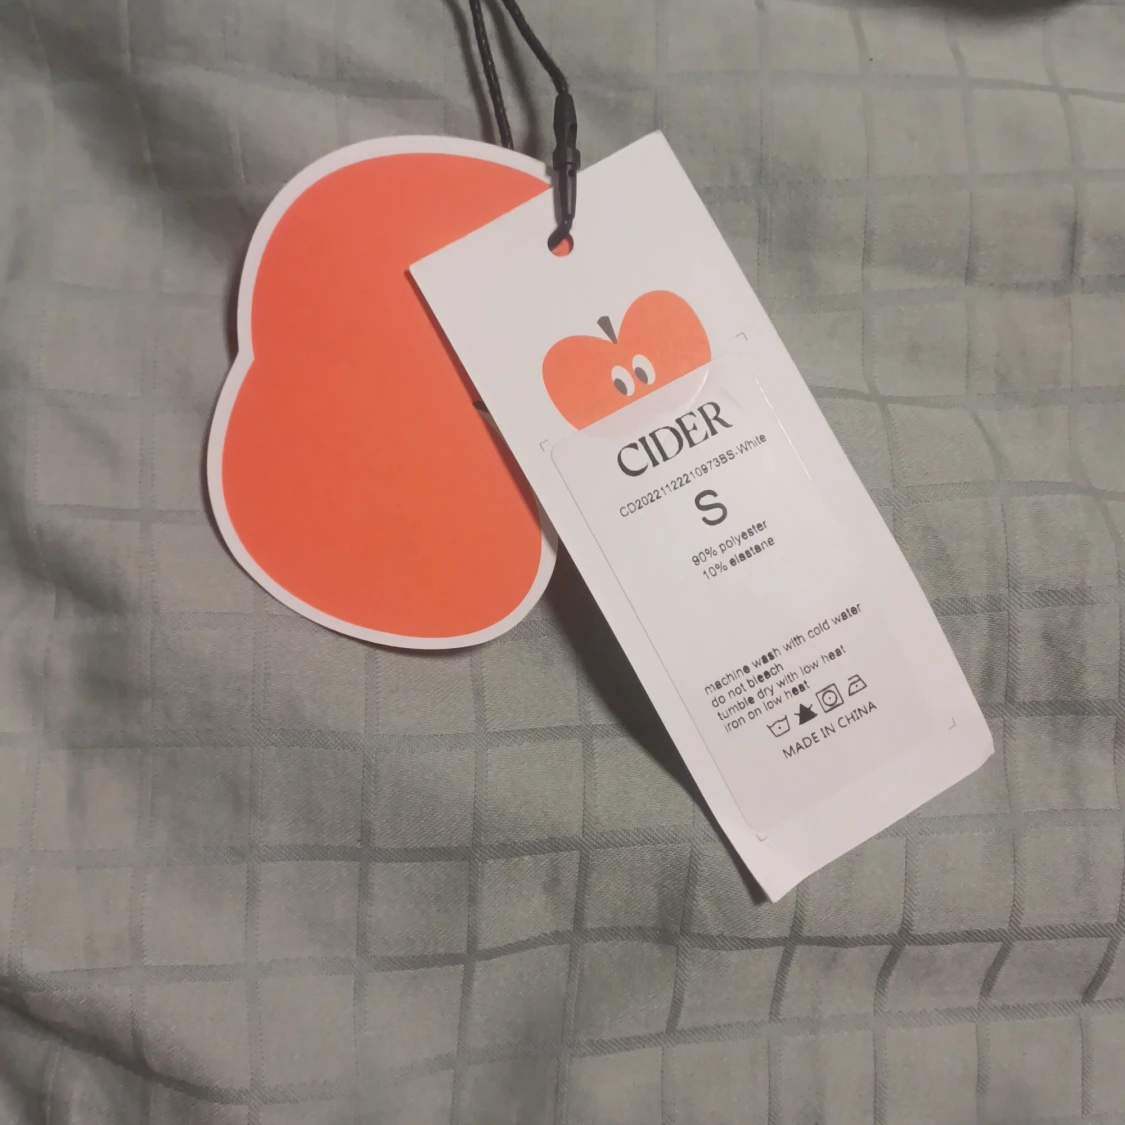 CIDER
CD20221122210973BS-White
S
90% polyester
10% elastane
machine wash with cold water
do not bleach
tumble dry with low heat
iron on low heat
MADE IN CHINA